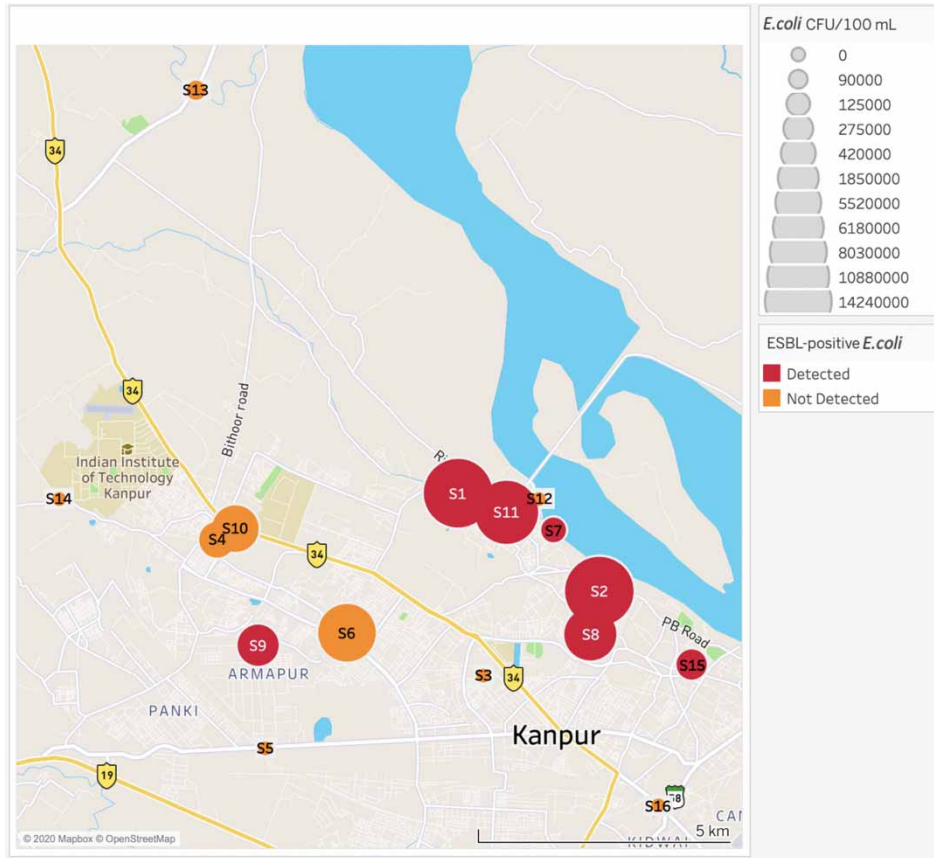 E.coli CFU/100 mL
0
90000
125000
275000
420000
1850000
5520000
6180000
8030000
10880000
14240000
ESBL-positive E.coli
Detected
Not Detected
S13
34
34
Bithoor road
Indian Institute
of Technology
Kanpur
S14
S1
S12
S11
S10
S4
S7
34
S2
S6
S8
PB Road
S9
S15
ARMAPUR
S3
34
PANKI
Kanpur
S5
19
S16
5 km
© 2020 Mapbox © OpenStreetMap